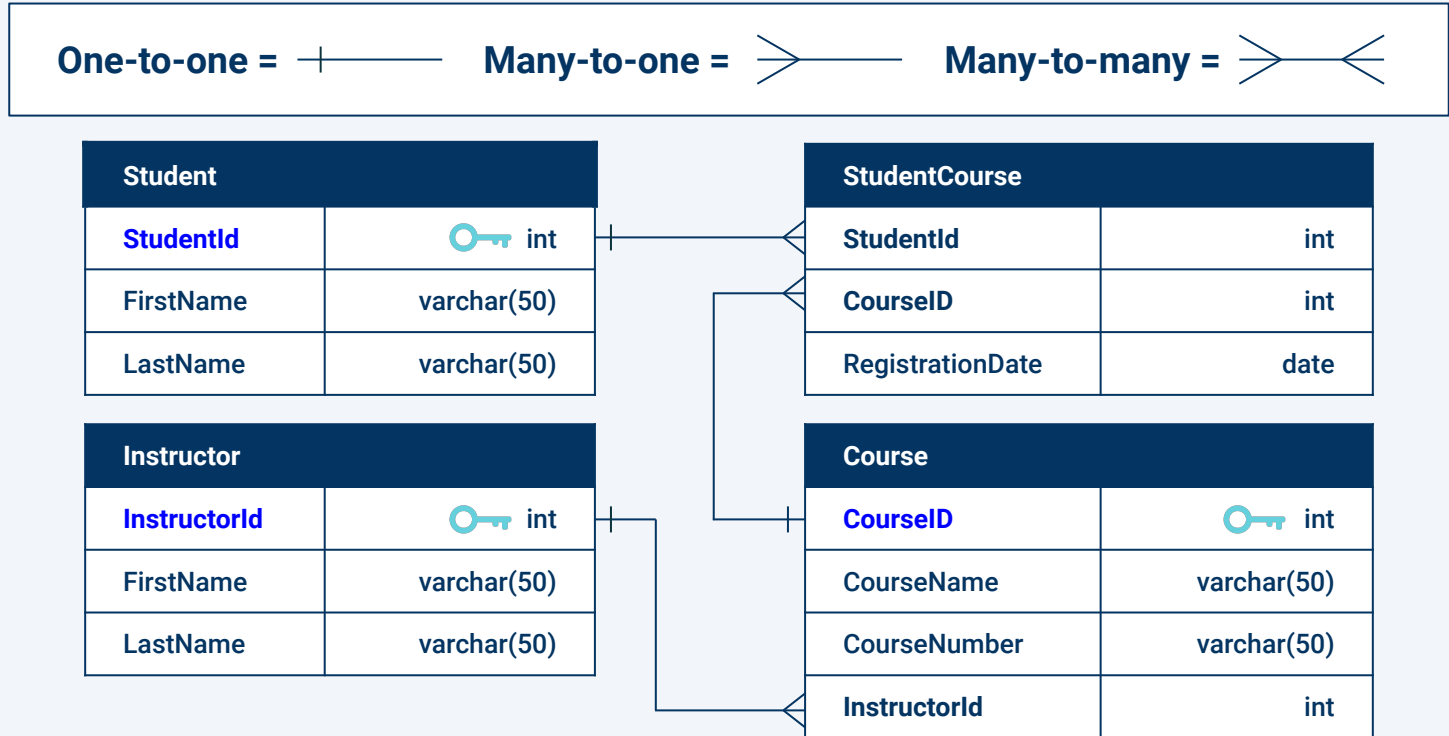 One-to-one = Many-to-one = Many-to-many =
Student
StudentId int
FirstName varchar(50)
LastName varchar(50)
StudentCourse
StudentId int
CourseID int
RegistrationDate date
Instructor
InstructorId int
FirstName varchar(50)
LastName varchar(50)
Course
CourseID int
CourseName varchar(50)
CourseNumber varchar(50)
InstructorId int